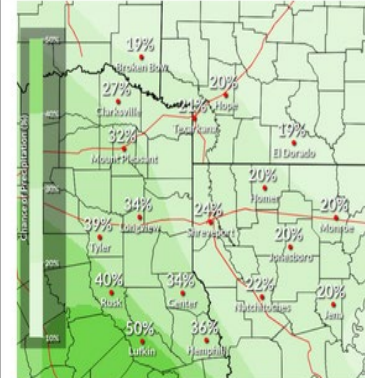 50%
40%
30%
20%
10%
Chance of Precipitation (%)
19%
Broken Bow
27%
Clarksville
20%
Hope
Texarkana
32%
Mount Pleasant
19%
El Dorado
20%
Homer
34%
Longview
24%
Shreveport
20%
Monroe
39%
Tyler
20%
Jonesboro
40%
Rusk
34%
Center
22%
Natchitoches
20%
Jena
50%
Lufkin
36%
Hemphill